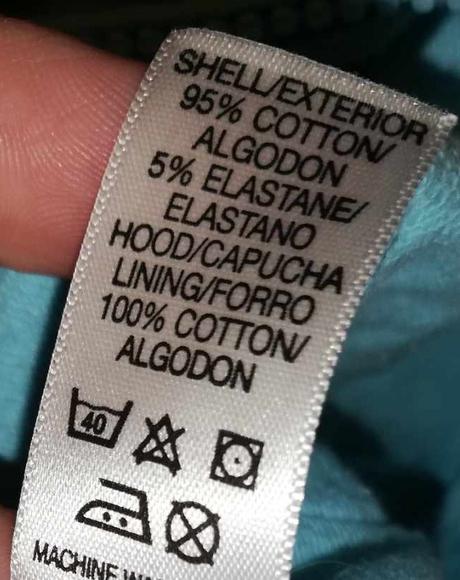 SHELL/EXTERIOR
95% COTTON/
ALGODON
5% ELASTANE/
ELASTANO
HOOD/CAPUCHA
LINING/FORRO
100% COTTON/
ALGODON
40
MACHINE